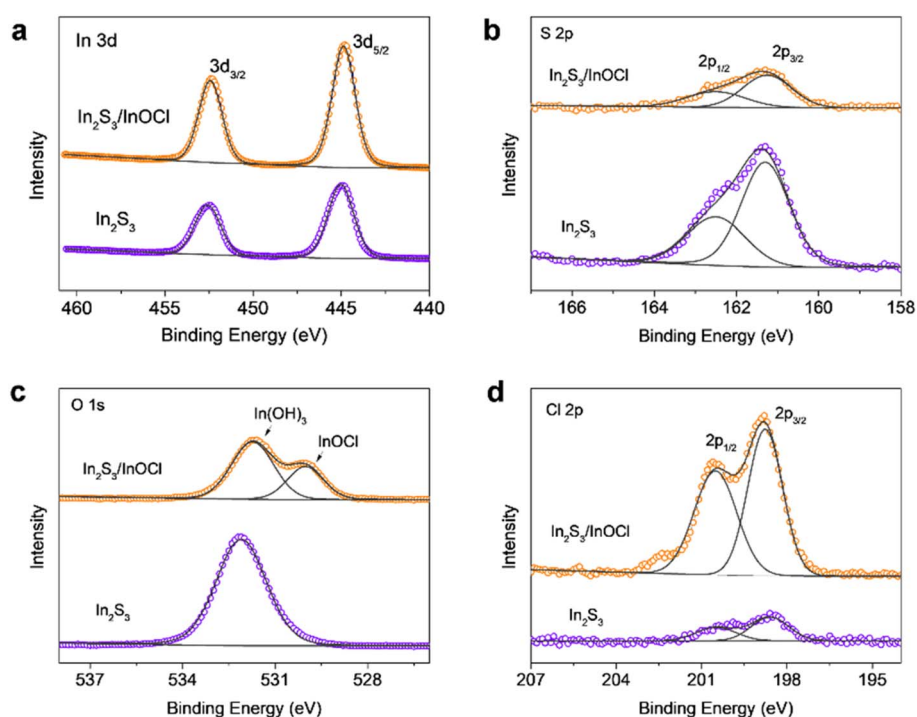 a
In 3d
3d₃/₂
3d₅/₂
In₂S₃/InOCl
In₂S₃
Intensity
460 455 450 445 440
Binding Energy (eV)
b
S 2p
2p₁/₂
2p₃/₂
In₂S₃/InOCl
In₂S₃
Intensity
166 164 162 160 158
Binding Energy (eV)
c
O 1s
In(OH)₃
InOCl
In₂S₃/InOCl
In₂S₃
Intensity
537 534 531 528
Binding Energy (eV)
d
Cl 2p
2p₁/₂
2p₃/₂
In₂S₃/InOCl
In₂S₃
Intensity
207 204 201 198 195
Binding Energy (eV)